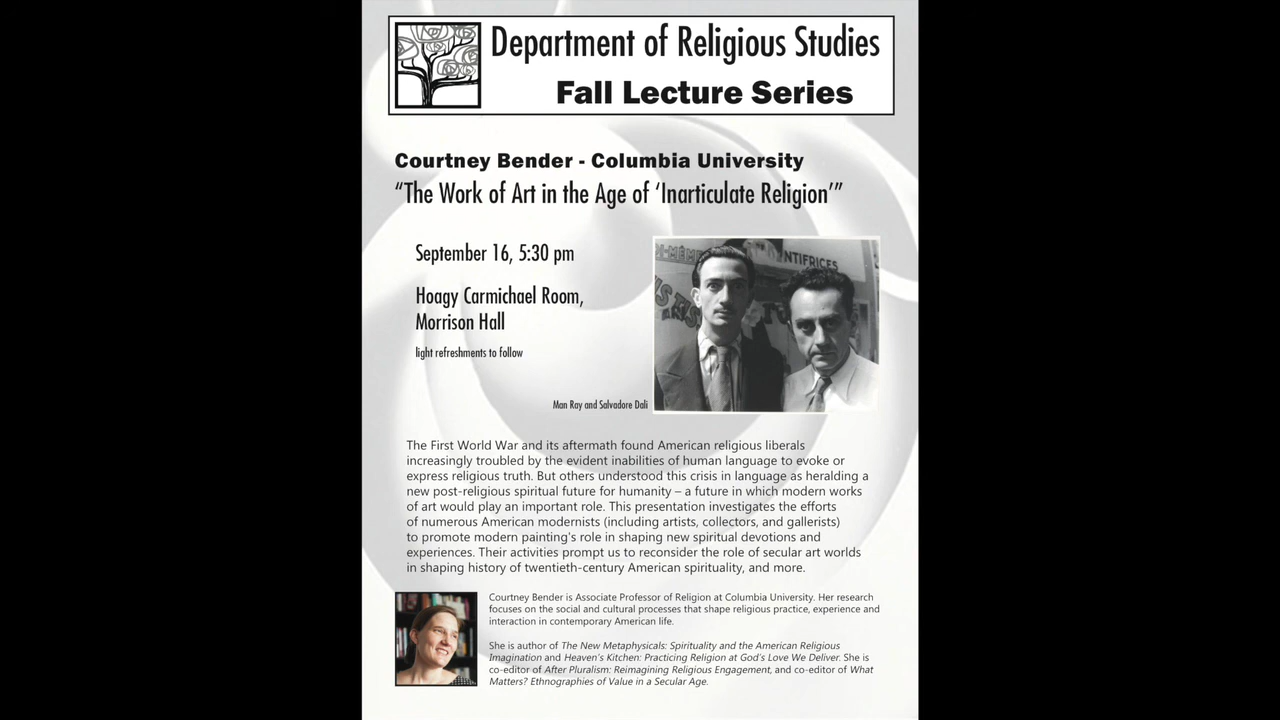 Department of Religious Studies
Fall Lecture Series
Courtney Bender - Columbia University
“The Work of Art in the Age of ‘Inarticulate Religion’”
September 16, 5:30 pm
Hoagy Carmichael Room,
Morrison Hall
light refreshments to follow
N-MÊME
NTIFRICES
Man Ray and Salvadore Dali
The First World War and its aftermath found American religious liberals
increasingly troubled by the evident inabilities of human language to evoke or
express religious truth. But others understood this crisis in language as heralding a
new post-religious spiritual future for humanity – a future in which modern works
of art would play an important role. This presentation investigates the efforts
of numerous American modernists (including artists, collectors, and gallerists)
to promote modern painting's role in shaping new spiritual devotions and
experiences. Their activities prompt us to reconsider the role of secular art worlds
in shaping history of twentieth-century American spirituality, and more.
Courtney Bender is Associate Professor of Religion at Columbia University. Her research
focuses on the social and cultural processes that shape religious practice, experience and
interaction in contemporary American life.
She is author of The New Metaphysicals: Spirituality and the American Religious
Imagination and Heaven's Kitchen: Practicing Religion at God's Love We Deliver. She is
co-editor of After Pluralism: Reimagining Religious Engagement, and co-editor of What
Matters? Ethnographies of Value in a Secular Age.